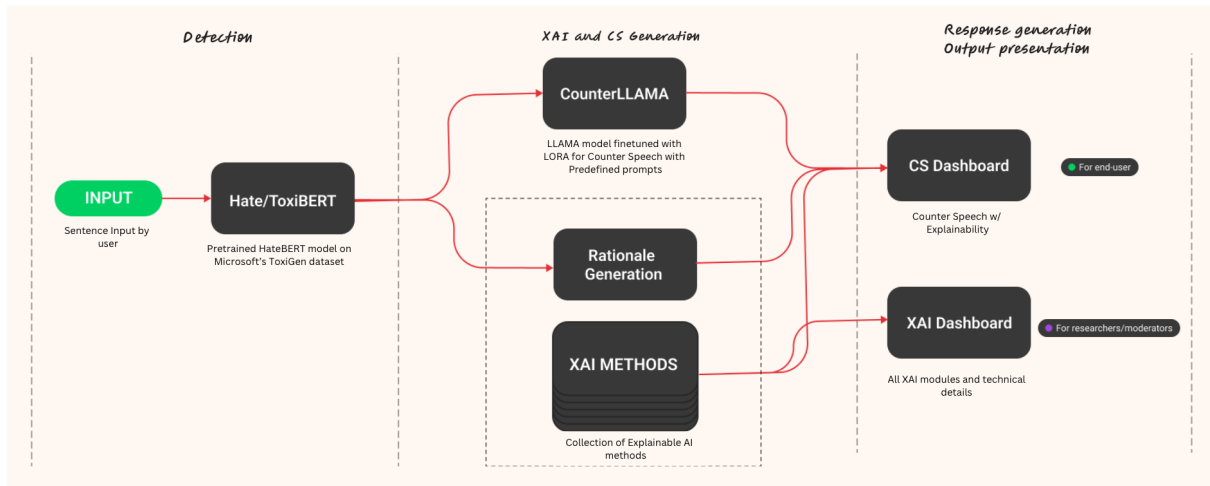 Detection
INPUT
Sentence Input by
user
Hate/ToxiBERT
Pretrained HateBERT model on
Microsoft's ToxiGen dataset
XAI and CS Generation
CounterLLAMA
LLAMA model finetuned with
LORA for Counter Speech with
Predefined prompts
Rationale
Generation
XAI METHODS
Collection of Explainable AI
methods
Response generation
Output presentation
CS Dashboard
For end-user
Counter Speech w/
Explainability
XAI Dashboard
For researchers/moderators
All XAI modules and technical
details